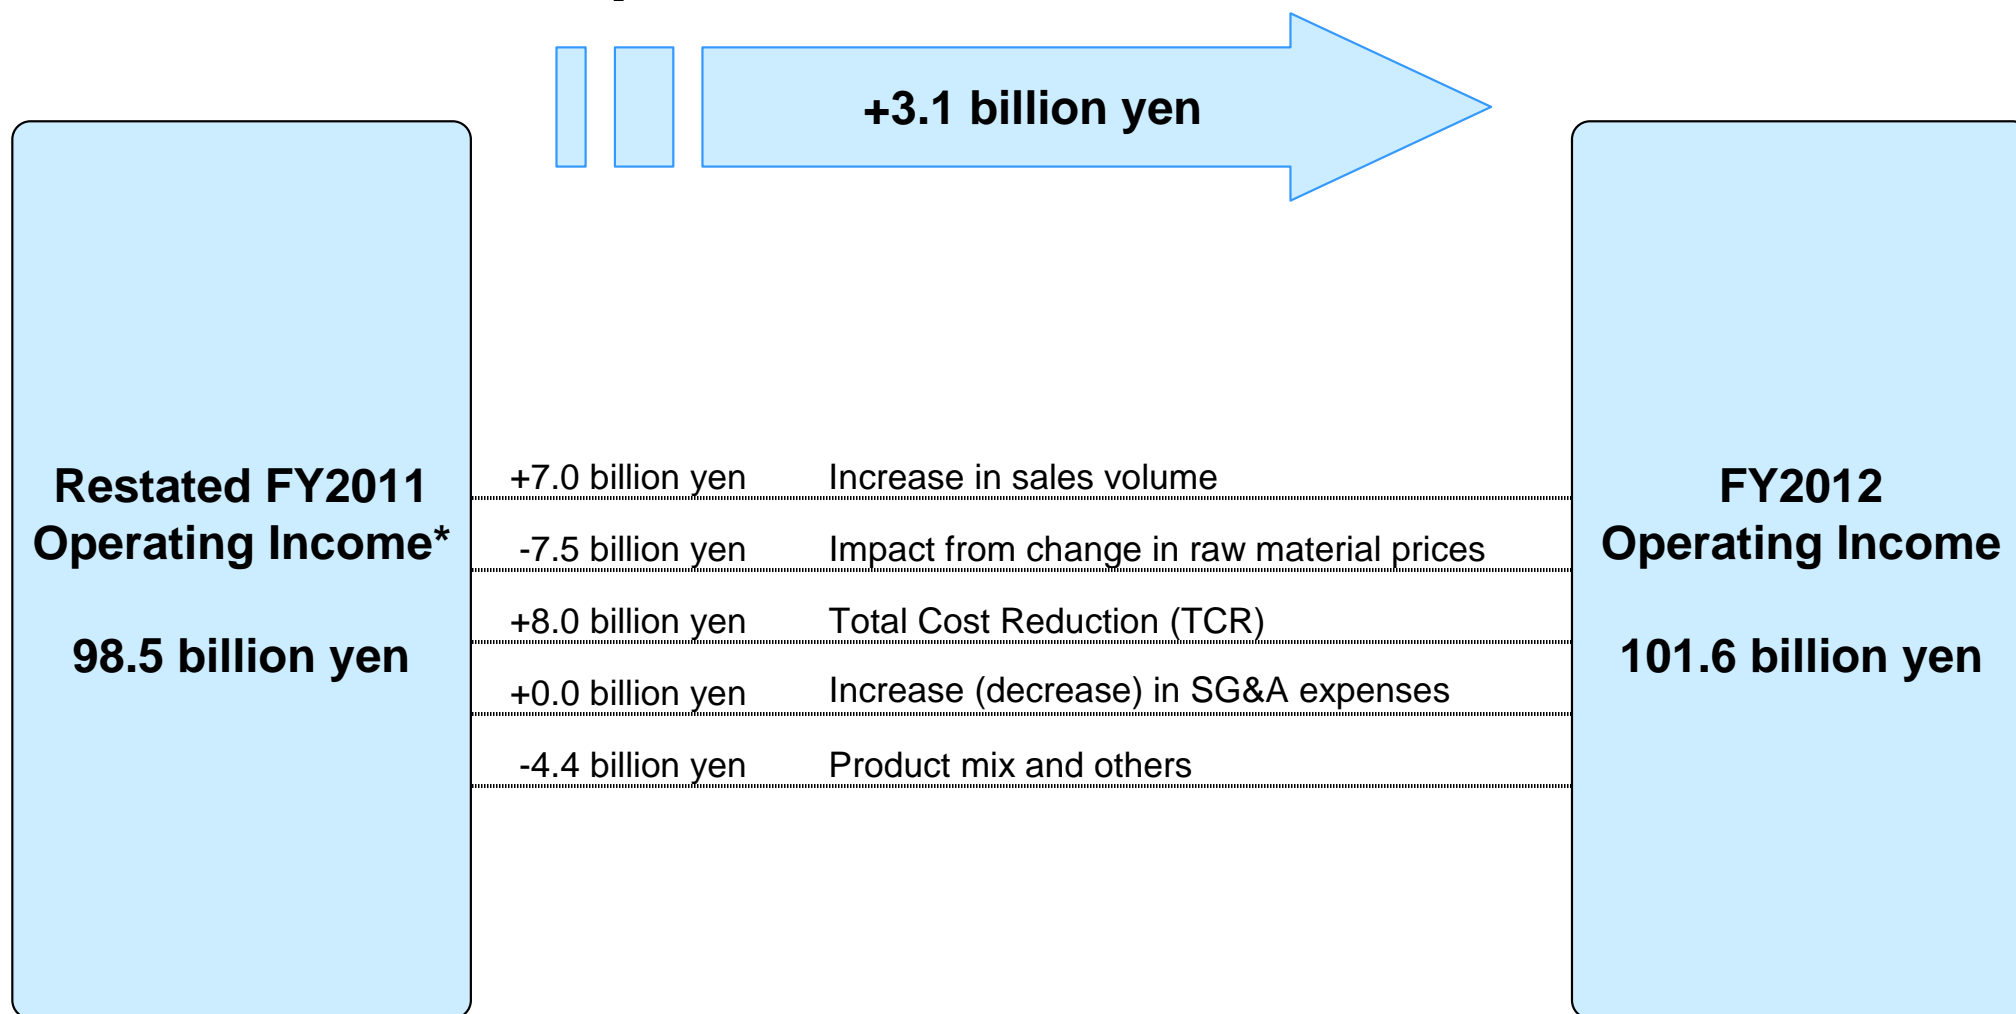 +3.1 billion yen
Restated FY2011
Operating Income*
98.5 billion yen
+7.0 billion yen Increase in sales volume
-7.5 billion yen Impact from change in raw material prices
+8.0 billion yen Total Cost Reduction (TCR)
+0.0 billion yen Increase (decrease) in SG&A expenses
-4.4 billion yen Product mix and others
FY2012
Operating Income
101.6 billion yen